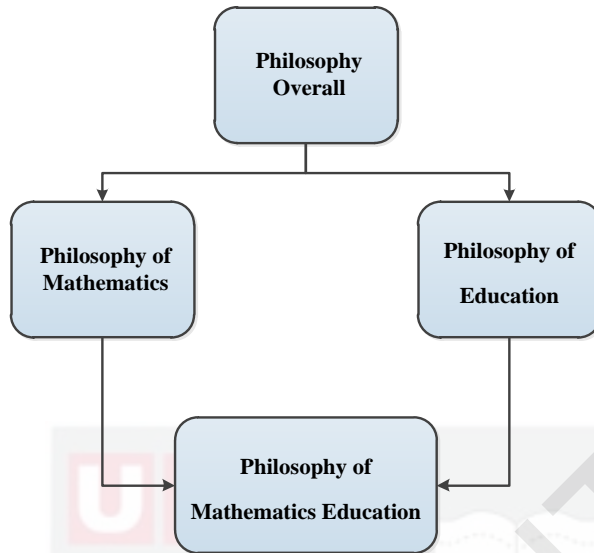 Philosophy
Overall
Philosophy of
Mathematics
Philosophy of
Education
Philosophy of
Mathematics Education
U